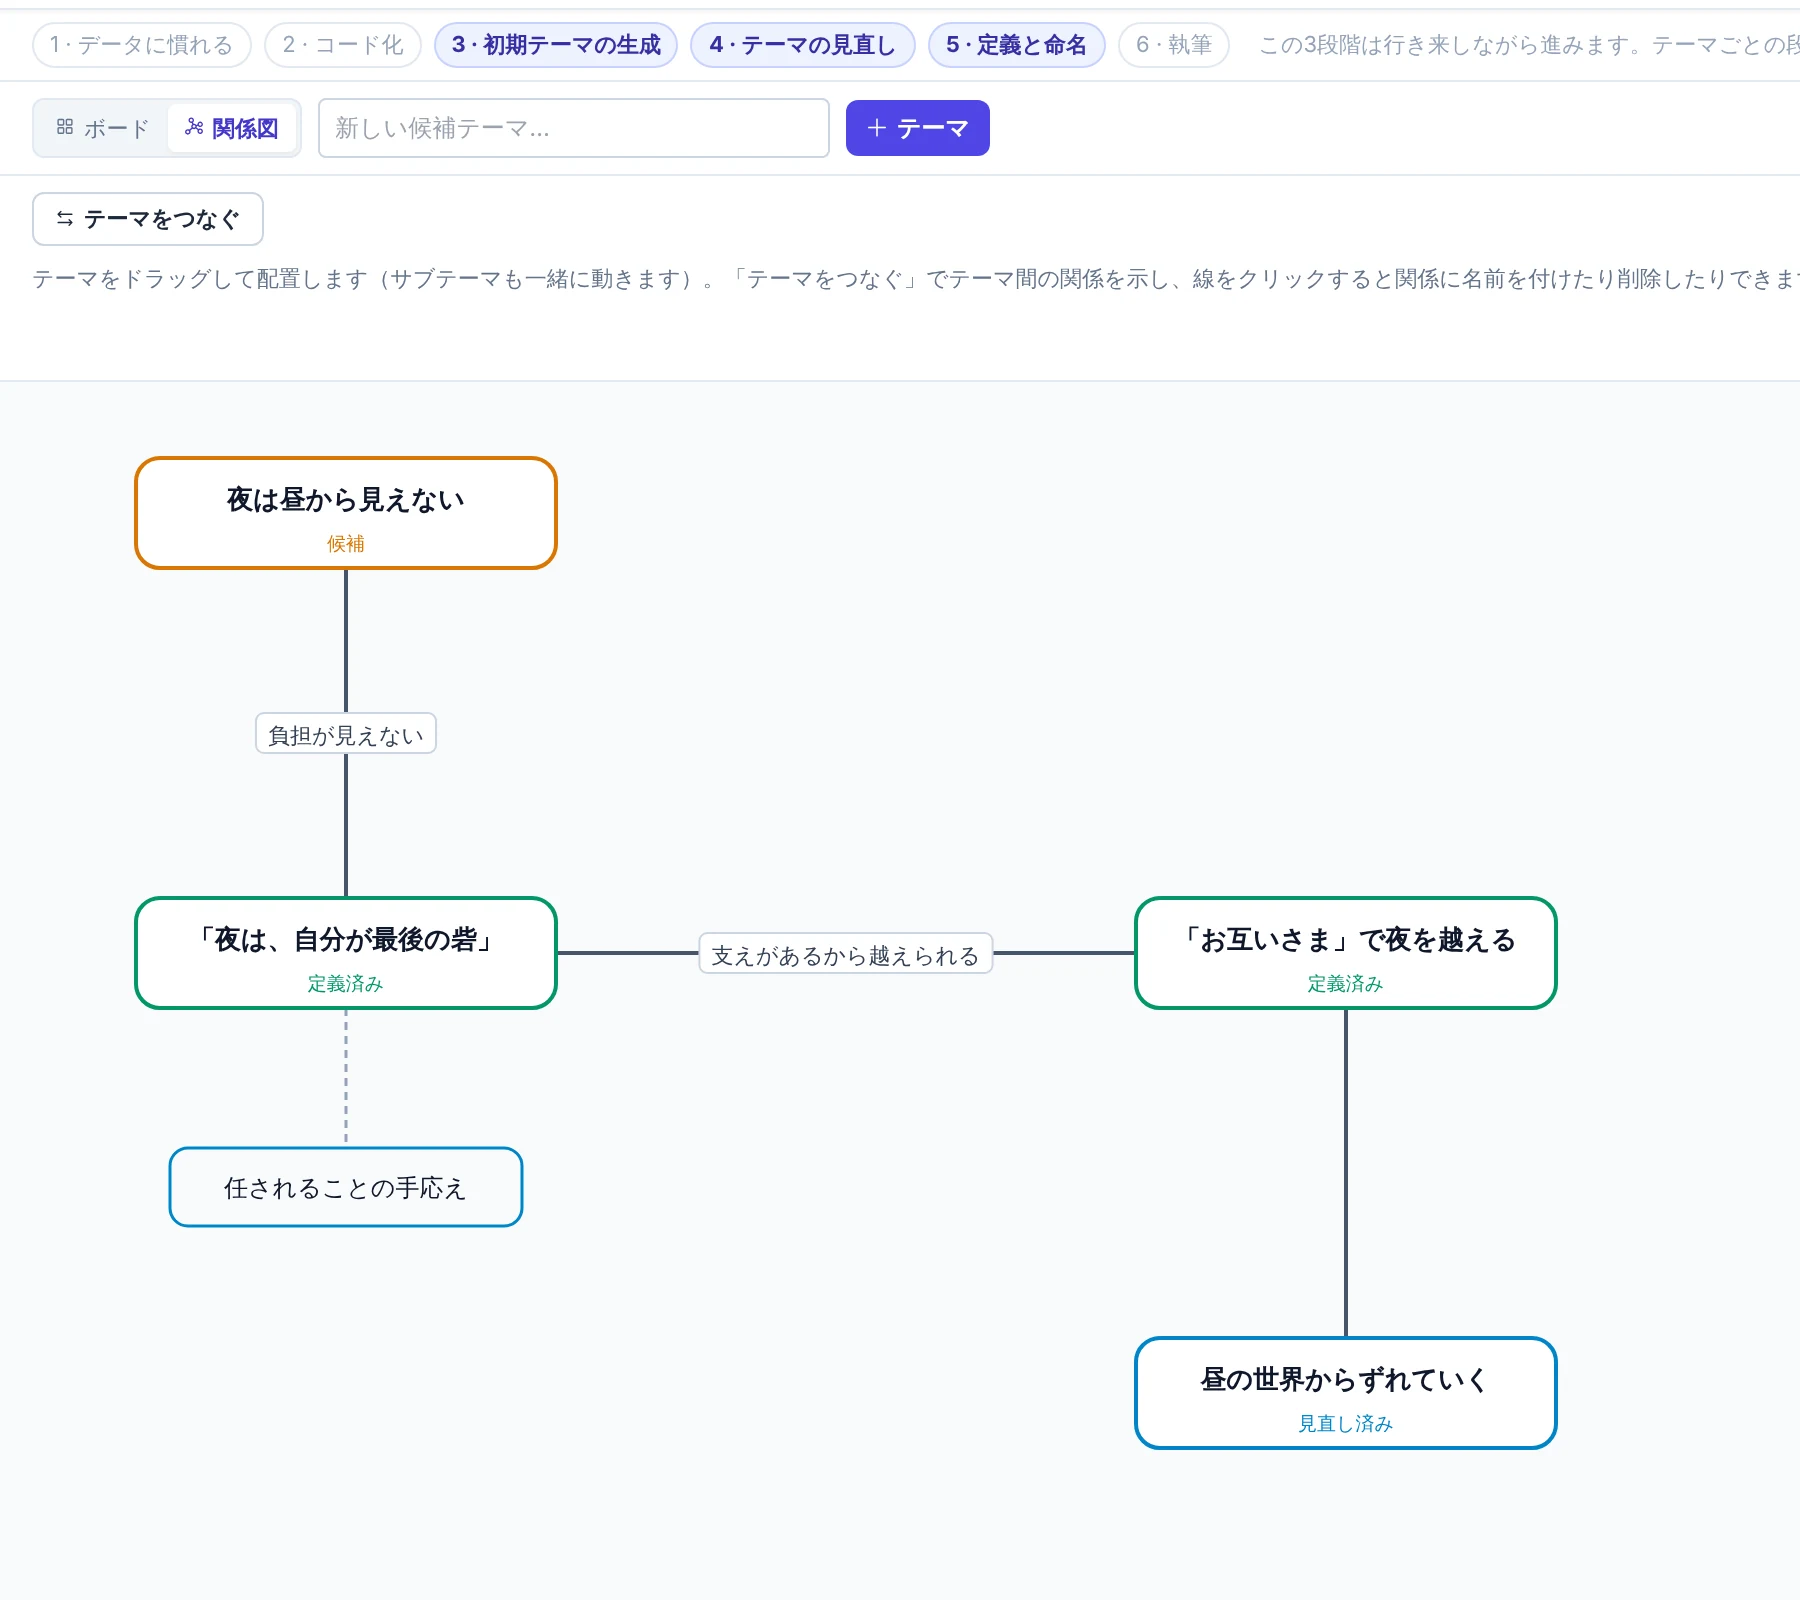 1 · データに慣れる
2 · コード化
3 · 初期テーマの生成
4 · テーマの見直し
5 · 定義と命名
6 · 執筆
この3段階は行き来しながら進みます。テーマごとの段
ボード
関係図
新しい候補テーマ...
＋ テーマ
テーマをつなぐ
テーマをドラッグして配置します（サブテーマも一緒に動きます）。「テーマをつなぐ」でテーマ間の関係を示し、線をクリックすると関係に名前を付けたり削除したりできま
夜は昼から見えない
候補
負担が見えない
「夜は、自分が最後の砦」
定義済み
支えがあるから越えられる
「お互いさま」で夜を越える
定義済み
任されることの手応え
昼の世界からずれていく
見直し済み